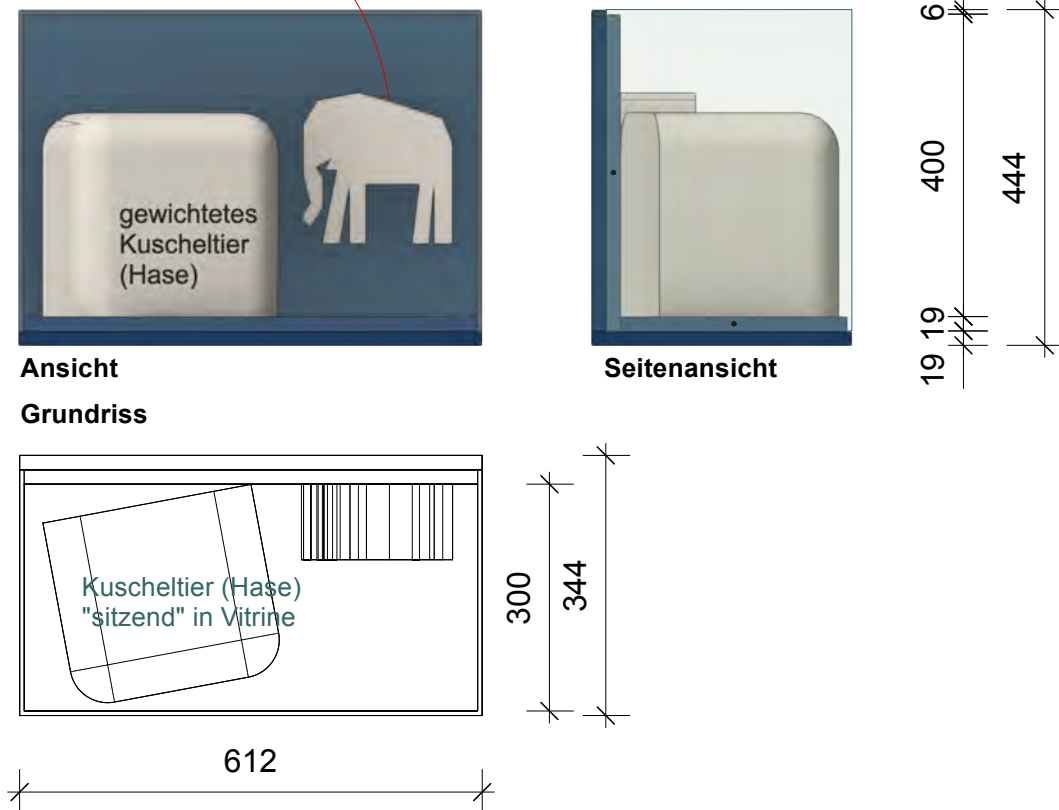 gewichtetes
Kuscheltier
(Hase)
6
400
444
19
19
Ansicht
Seitenansicht
Grundriss
Kuscheltier (Hase)
"sitzend" in Vitrine
300
344
612